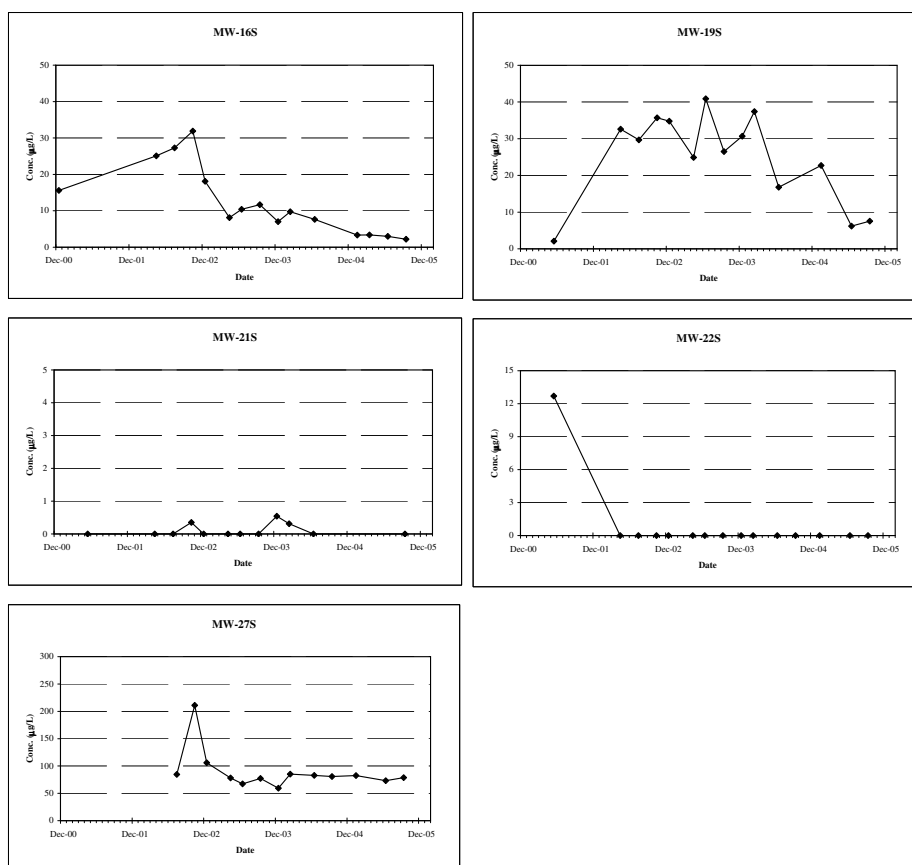 MW-16S
50
40
30
20
10
0
Conc. (µg/L)
Dec-00 Dec-01 Dec-02 Dec-03 Dec-04 Dec-05
Date
MW-19S
50
40
30
20
10
0
Conc. (µg/L)
Dec-00 Dec-01 Dec-02 Dec-03 Dec-04 Dec-05
Date
MW-21S
5
4
3
2
1
0
Conc. (µg/L)
Dec-00 Dec-01 Dec-02 Dec-03 Dec-04 Dec-05
Date
MW-22S
15
12
9
6
3
0
Conc. (µg/L)
Dec-00 Dec-01 Dec-02 Dec-03 Dec-04 Dec-05
Date
MW-27S
300
250
200
150
100
50
0
Conc. (µg/L)
Dec-00 Dec-01 Dec-02 Dec-03 Dec-04 Dec-05
Date